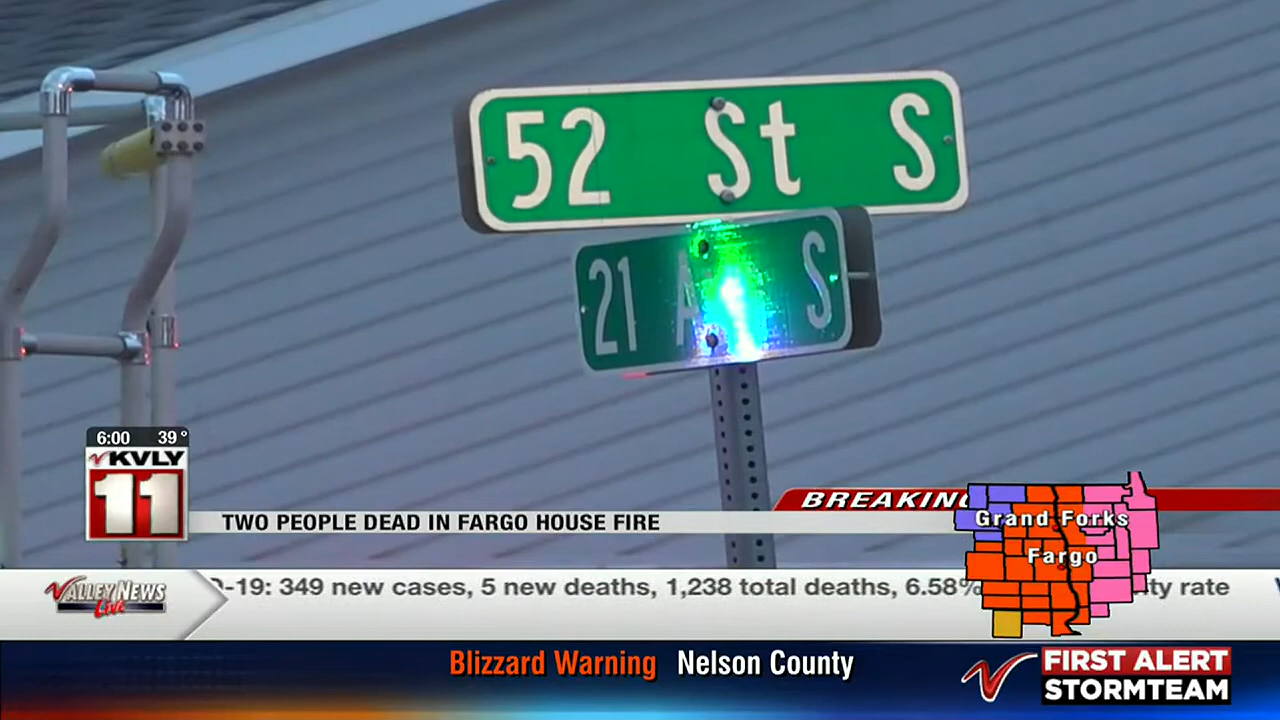 52 St S
21 S
6:00 39°
KVLY
11
BREAKING
TWO PEOPLE DEAD IN FARGO HOUSE FIRE
Grand Forks
Fargo
VALLEY NEWS
Live
-19: 349 new cases, 5 new deaths, 1,238 total deaths, 6.58% ty rate
Blizzard Warning Nelson County
FIRST ALERT
STORMTEAM